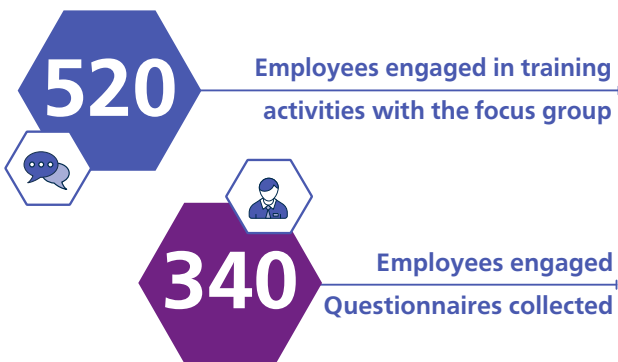 520
Employees engaged in training
activities with the focus group
340
Employees engaged
Questionnaires collected